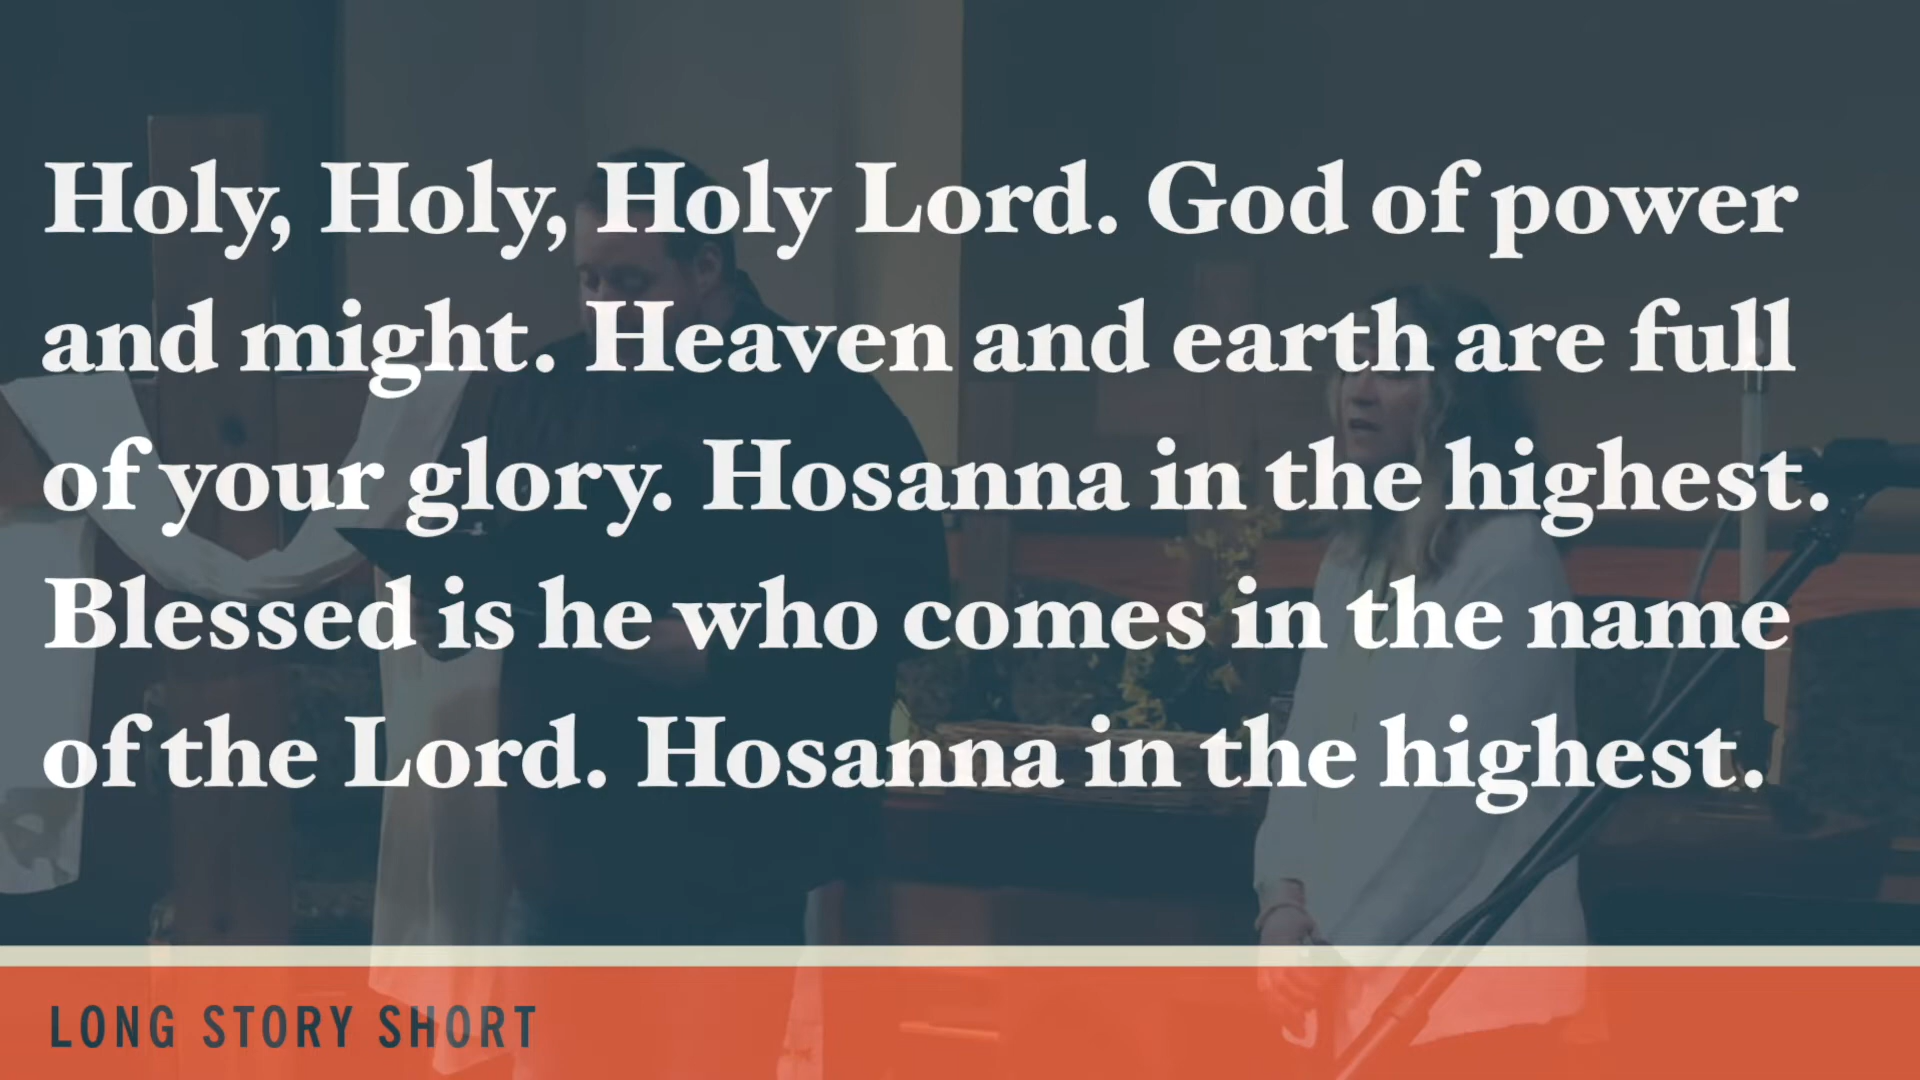 Holy, Holy, Holy Lord. God of power
and might. Heaven and earth are full
of your glory. Hosanna in the highest.
Blessed is he who comes in the name
of the Lord. Hosanna in the highest.
LONG STORY SHORT